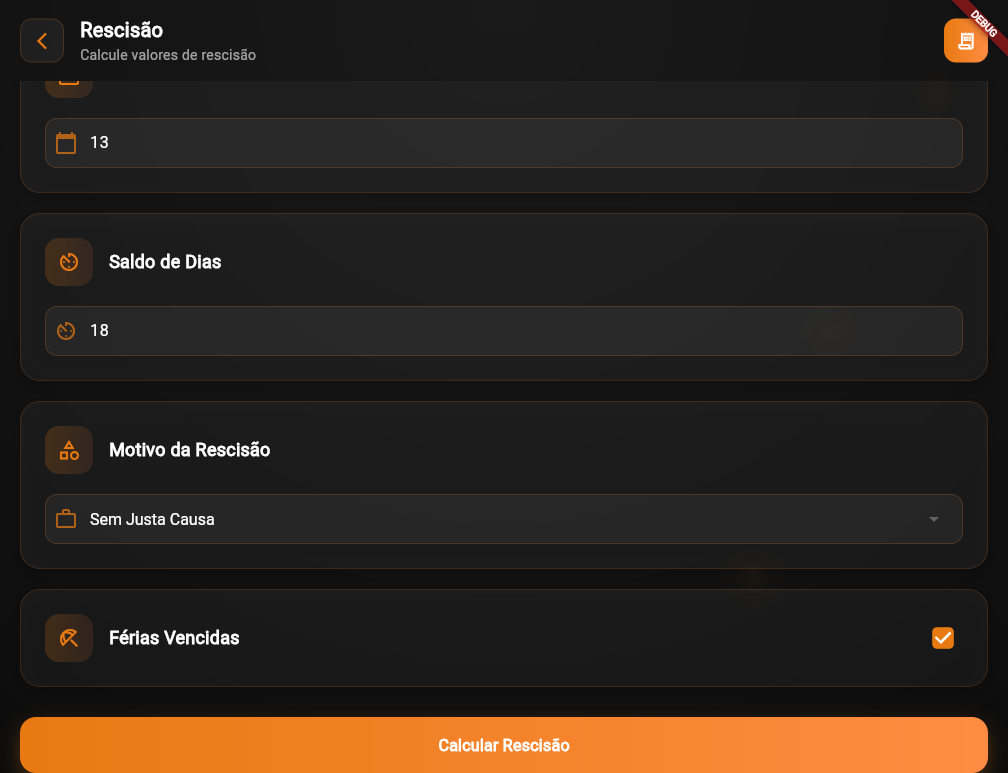 Rescisão
Calcule valores de rescisão
DEBUG
13
Saldo de Dias
18
Motivo da Rescisão
Sem Justa Causa
Férias Vencidas
Calcular Rescisão